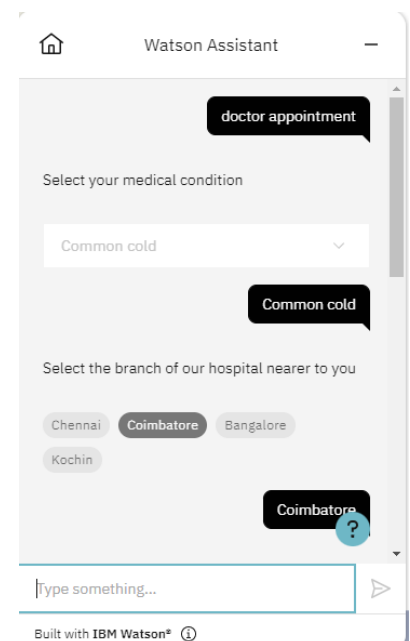 Watson Assistant
doctor appointment
Select your medical condition
Common cold
Common cold
Select the branch of our hospital nearer to you
Chennai Coimbatore Bangalore
Kochin
Coimbatore
?
Type something...
Built with IBM Watson® ⓘ